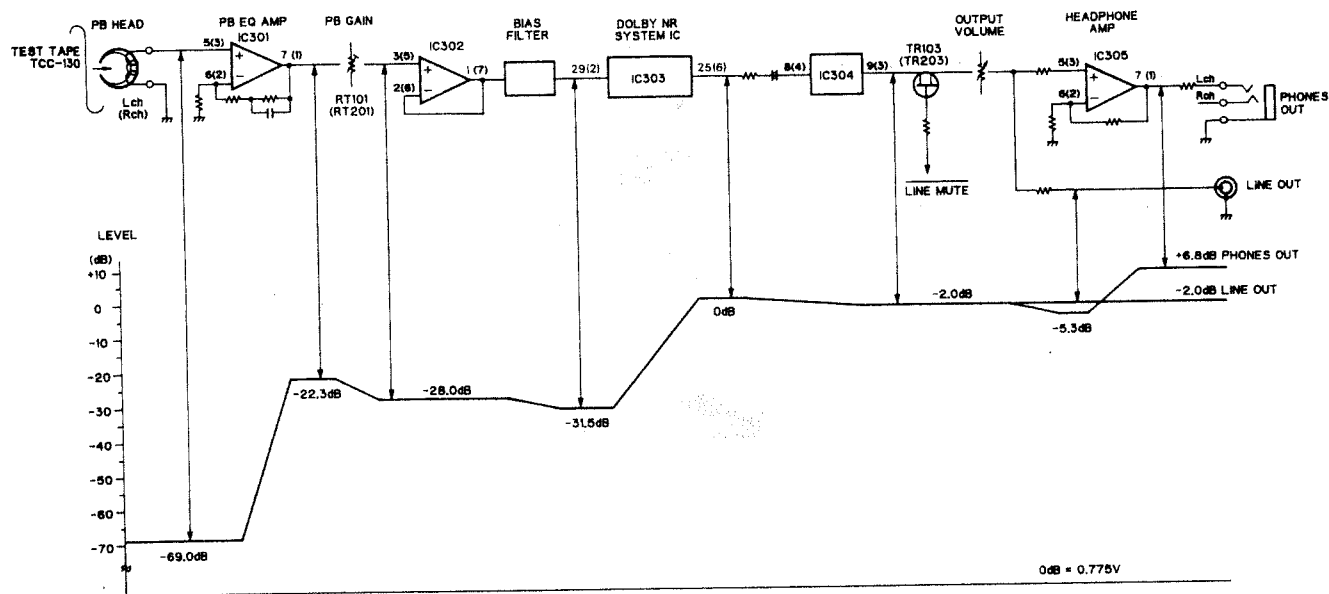 PB HEAD
PB EQ AMP
IC301
PB GAIN
BIAS
FILTER
DOLBY NR
SYSTEM IC
OUTPUT
VOLUME
HEADPHONE
AMP
IC305
TEST TAPE
TCC-130
5(3)
+
6(2)
−
7 (1)
3(5)
IC302
+
2(6)
−
1 (7)
29(2)
IC303
25(6)
8(4)
IC304
9(3)
TR103
(TR203)
5(3)
+
6(2)
−
7 (1)
Lch
Rch
PHONES
OUT
Lch
(Rch)
RT101
(RT201)
LINE MUTE
LINE OUT
LEVEL
(dB)
+10
0
-10
-20
-30
-40
-50
-60
-70
+6.8dB PHONES OUT
-2.0dB LINE OUT
0dB
-2.0dB
-5.3dB
-22.3dB
-28.0dB
-31.5dB
-69.0dB
0dB = 0.775V